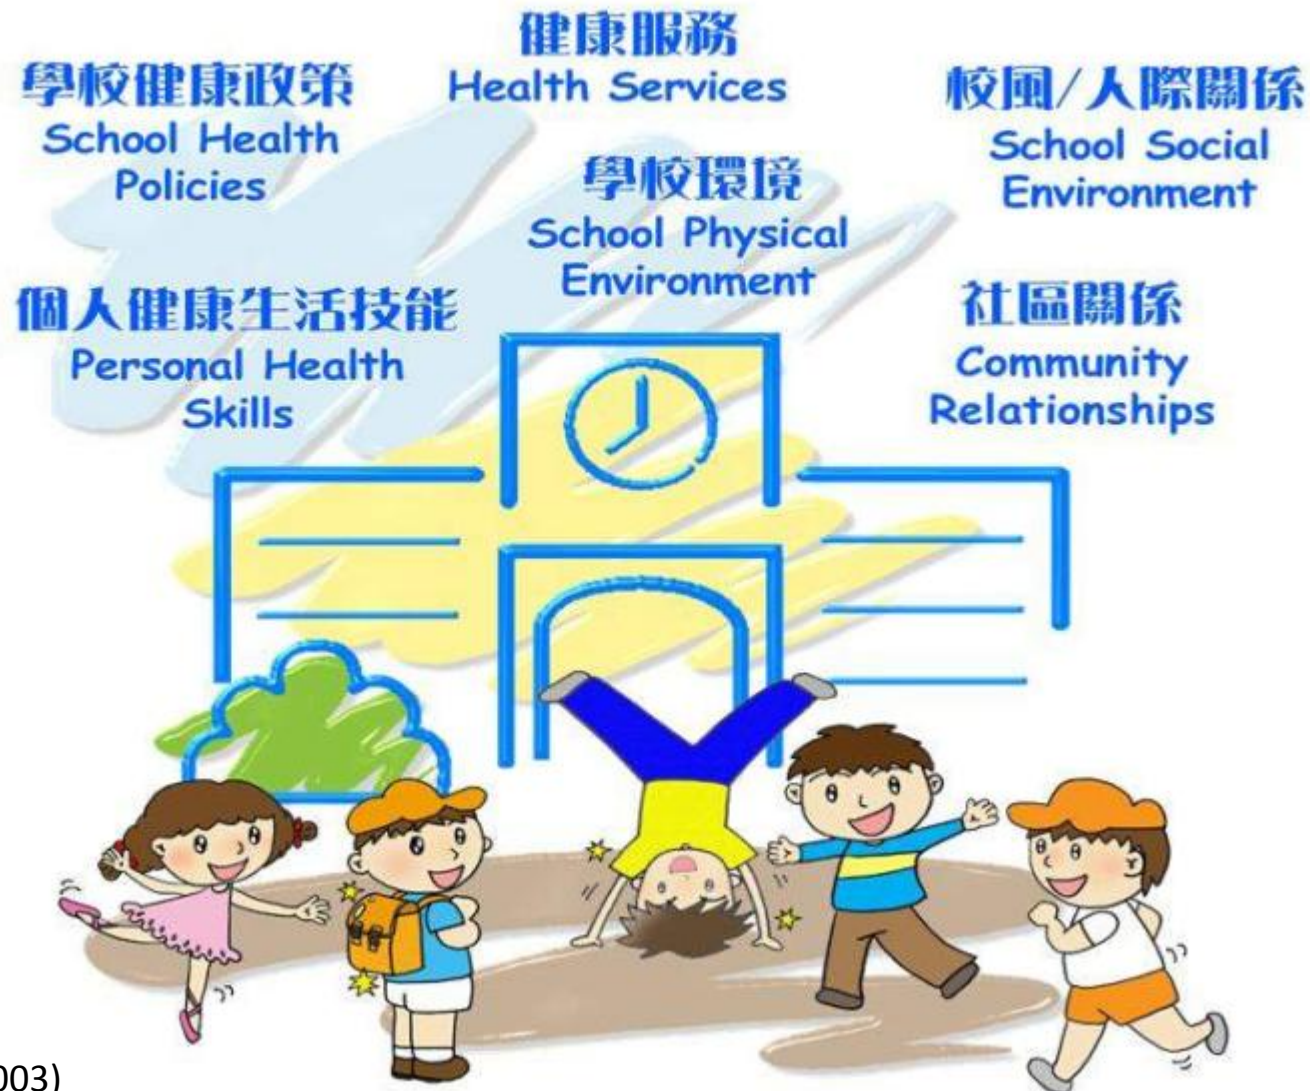 健康服務
Health Services
學校健康政策
School Health
Policies
校風/人際關係
School Social
Environment
學校環境
School Physical
Environment
個人健康生活技能
Personal Health
Skills
社區關係
Community
Relationships
003)